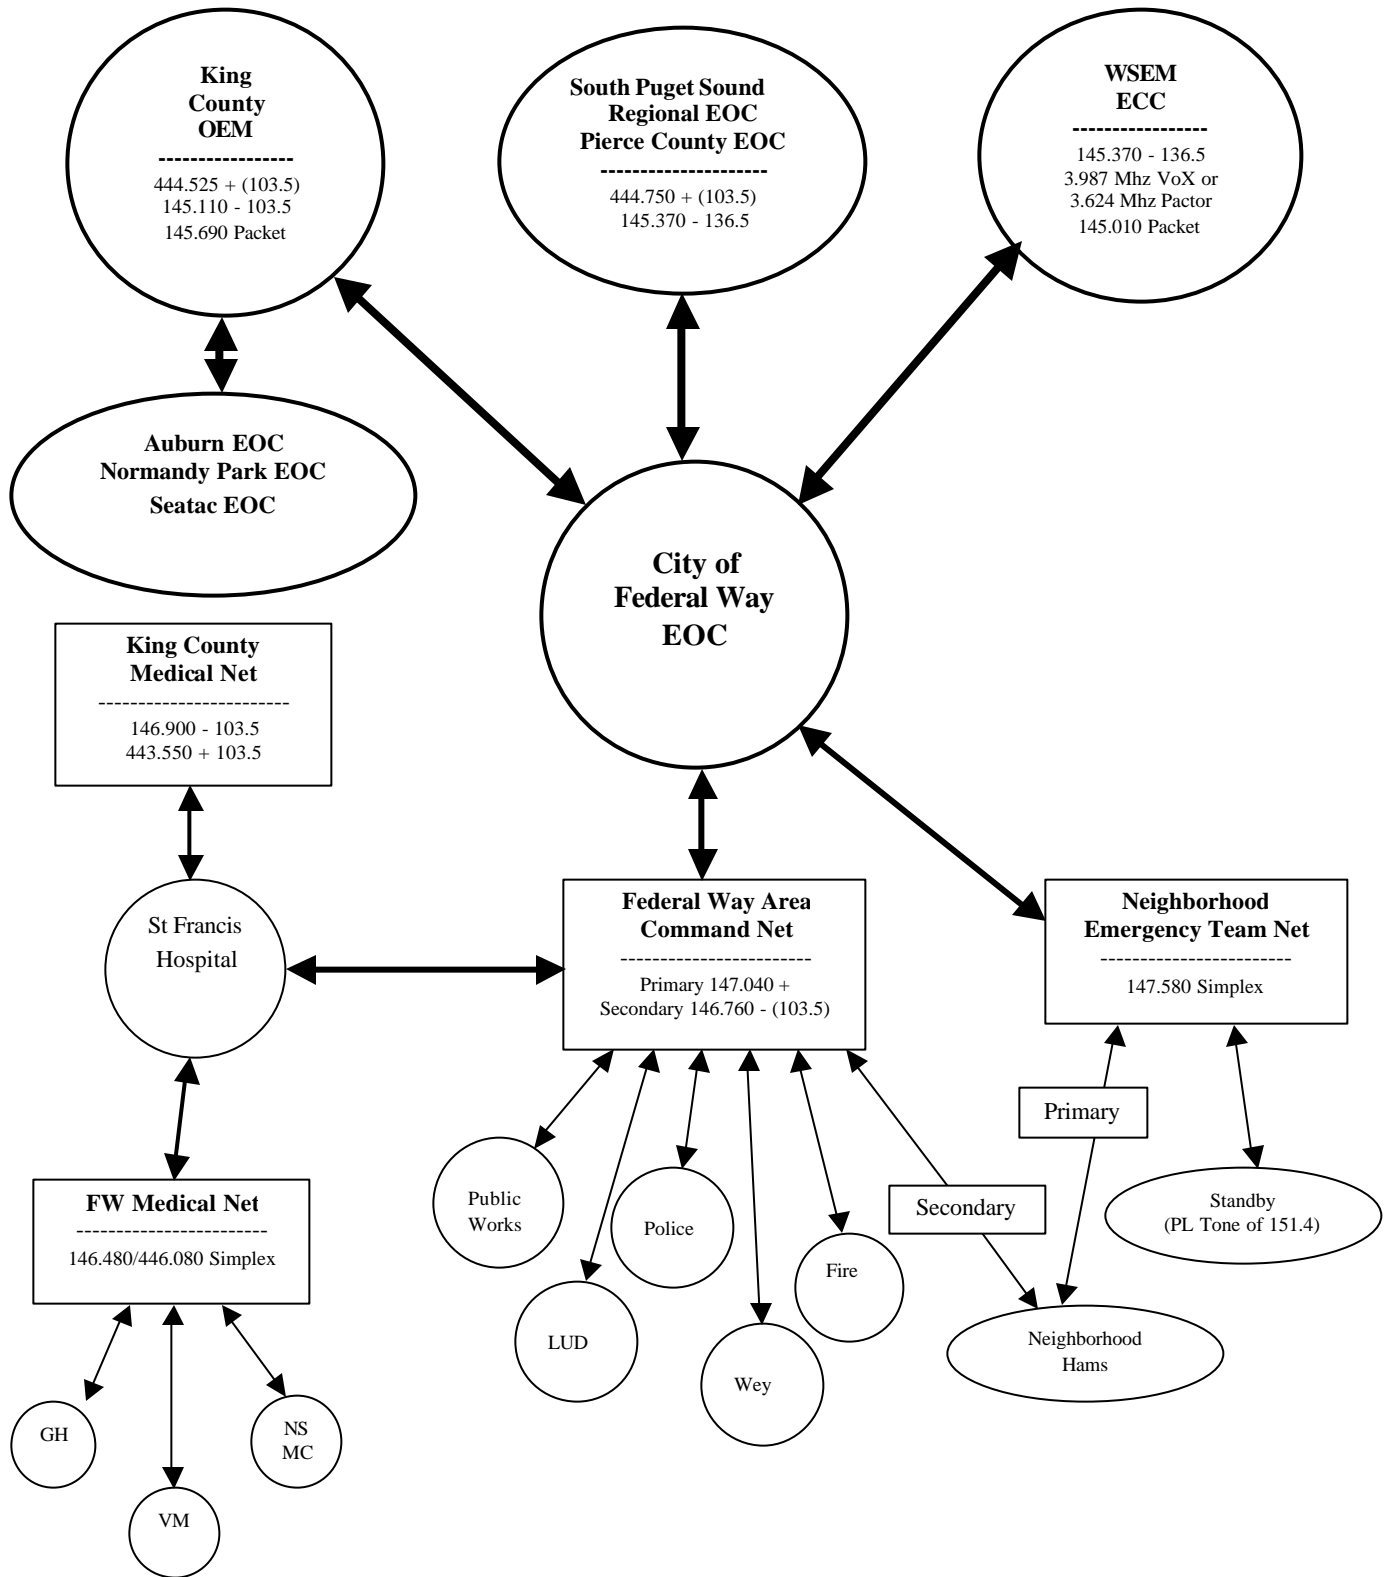 King
County
OEM
-----------------
444.525 + (103.5)
145.110 - 103.5
145.690 Packet
South Puget Sound
Regional EOC
Pierce County EOC
---------------------
444.750 + (103.5)
145.370 - 136.5
WSEM
ECC
-----------------
145.370 - 136.5
3.987 Mhz VoX or
3.624 Mhz Pactor
145.010 Packet
Auburn EOC
Normandy Park EOC
Seatac EOC
City of
Federal Way
EOC
King County
Medical Net
------------------------
146.900 - 103.5
443.550 + 103.5
St Francis
Hospital
Federal Way Area
Command Net
------------------------
Primary 147.040 +
Secondary 146.760 - (103.5)
Neighborhood
Emergency Team Net
------------------------
147.580 Simplex
Primary
Secondary
Standby
(PL Tone of 151.4)
Public
Works
Police
Fire
LUD
Wey
Neighborhood
Hams
FW Medical Net
------------------------
146.480/446.080 Simplex
GH
NS
MC
VM